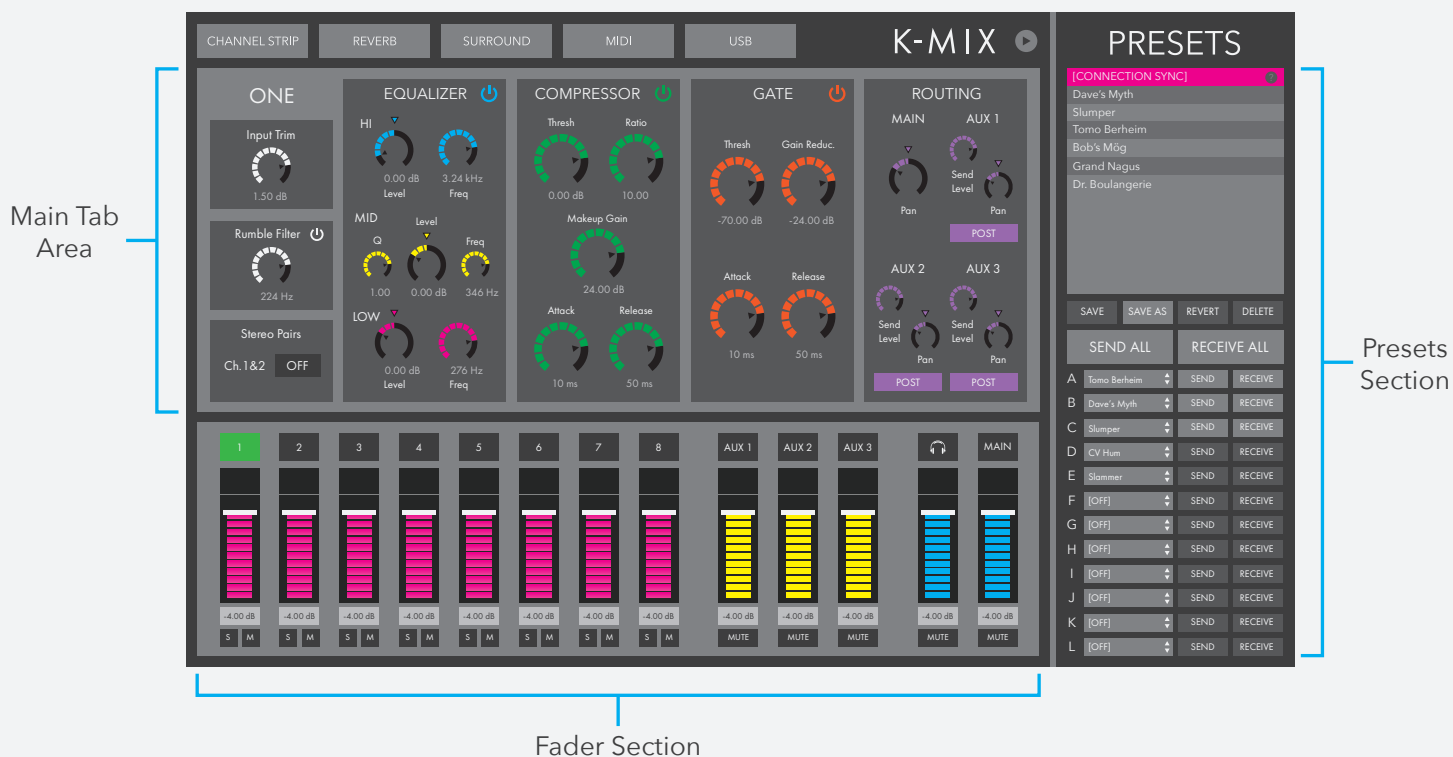 CHANNEL STRIP REVERB SURROUND MIDI USB K-MIX
PRESETS
Main Tab
Area
ONE
Input Trim
1.50 dB
Rumble Filter
224 Hz
Stereo Pairs
Ch.1&2 OFF
EQUALIZER
HI
0.00 dB 3.24 kHz
Level Freq
MID
Level
Q Freq
1.00 0.00 dB 346 Hz
LOW
0.00 dB 276 Hz
Level Freq
COMPRESSOR
Thresh Ratio
0.00 dB 10.00
Makeup Gain
24.00 dB
Attack Release
10 ms 50 ms
GATE
Thresh Gain Reduc.
-70.00 dB -24.00 dB
Attack Release
10 ms 50 ms
ROUTING
MAIN AUX 1
Send
Level
Pan Pan
POST
AUX 2 AUX 3
Send Send
Level Level
Pan Pan
POST POST
1 2 3 4 5 6 7 8 AUX 1 AUX 2 AUX 3 MAIN
-4.00 dB -4.00 dB -4.00 dB -4.00 dB -4.00 dB -4.00 dB -4.00 dB -4.00 dB -4.00 dB -4.00 dB -4.00 dB -4.00 dB -4.00 dB
S M S M S M S M S M S M S M S M MUTE MUTE MUTE MUTE MUTE
Fader Section
[CONNECTION SYNC] ?
Dave's Myth
Slumper
Tomo Berheim
Bob's Mög
Grand Nagus
Dr. Boulangerie
SAVE SAVE AS REVERT DELETE
SEND ALL RECEIVE ALL
A Tomo Berheim SEND RECEIVE
B Dave's Myth SEND RECEIVE
C Slumper SEND RECEIVE
D CV Hum SEND RECEIVE
E Slammer SEND RECEIVE
F [OFF] SEND RECEIVE
G [OFF] SEND RECEIVE
H [OFF] SEND RECEIVE
I [OFF] SEND RECEIVE
J [OFF] SEND RECEIVE
K [OFF] SEND RECEIVE
L [OFF] SEND RECEIVE
Presets
Section